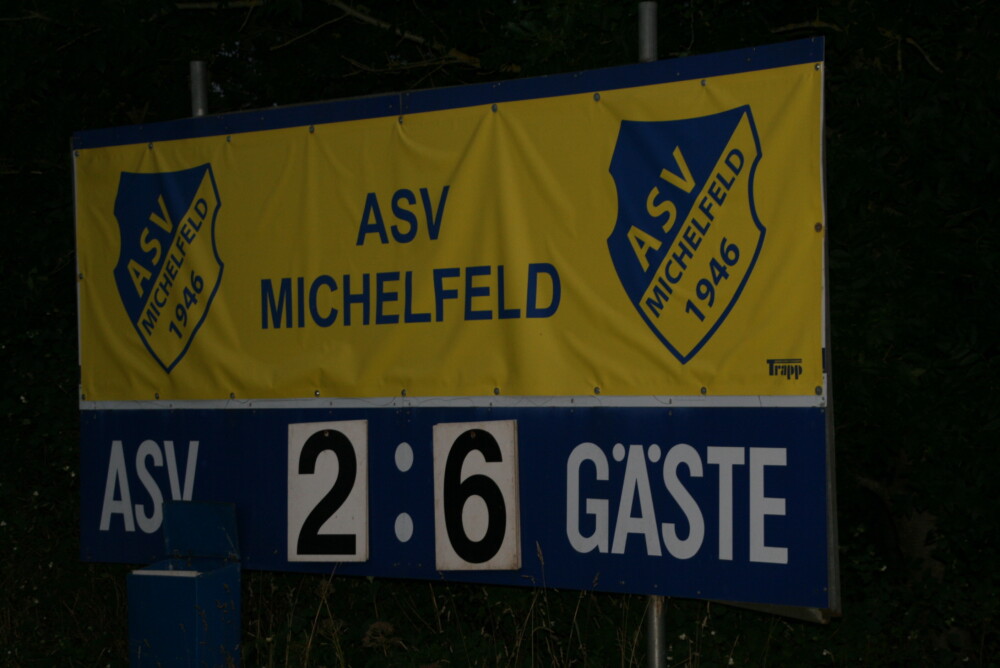 ASV
MICHELFELD
1946
ASV
MICHELFELD
ASV
MICHELFELD
1946
Trapp
ASV 2:6 GÄSTE